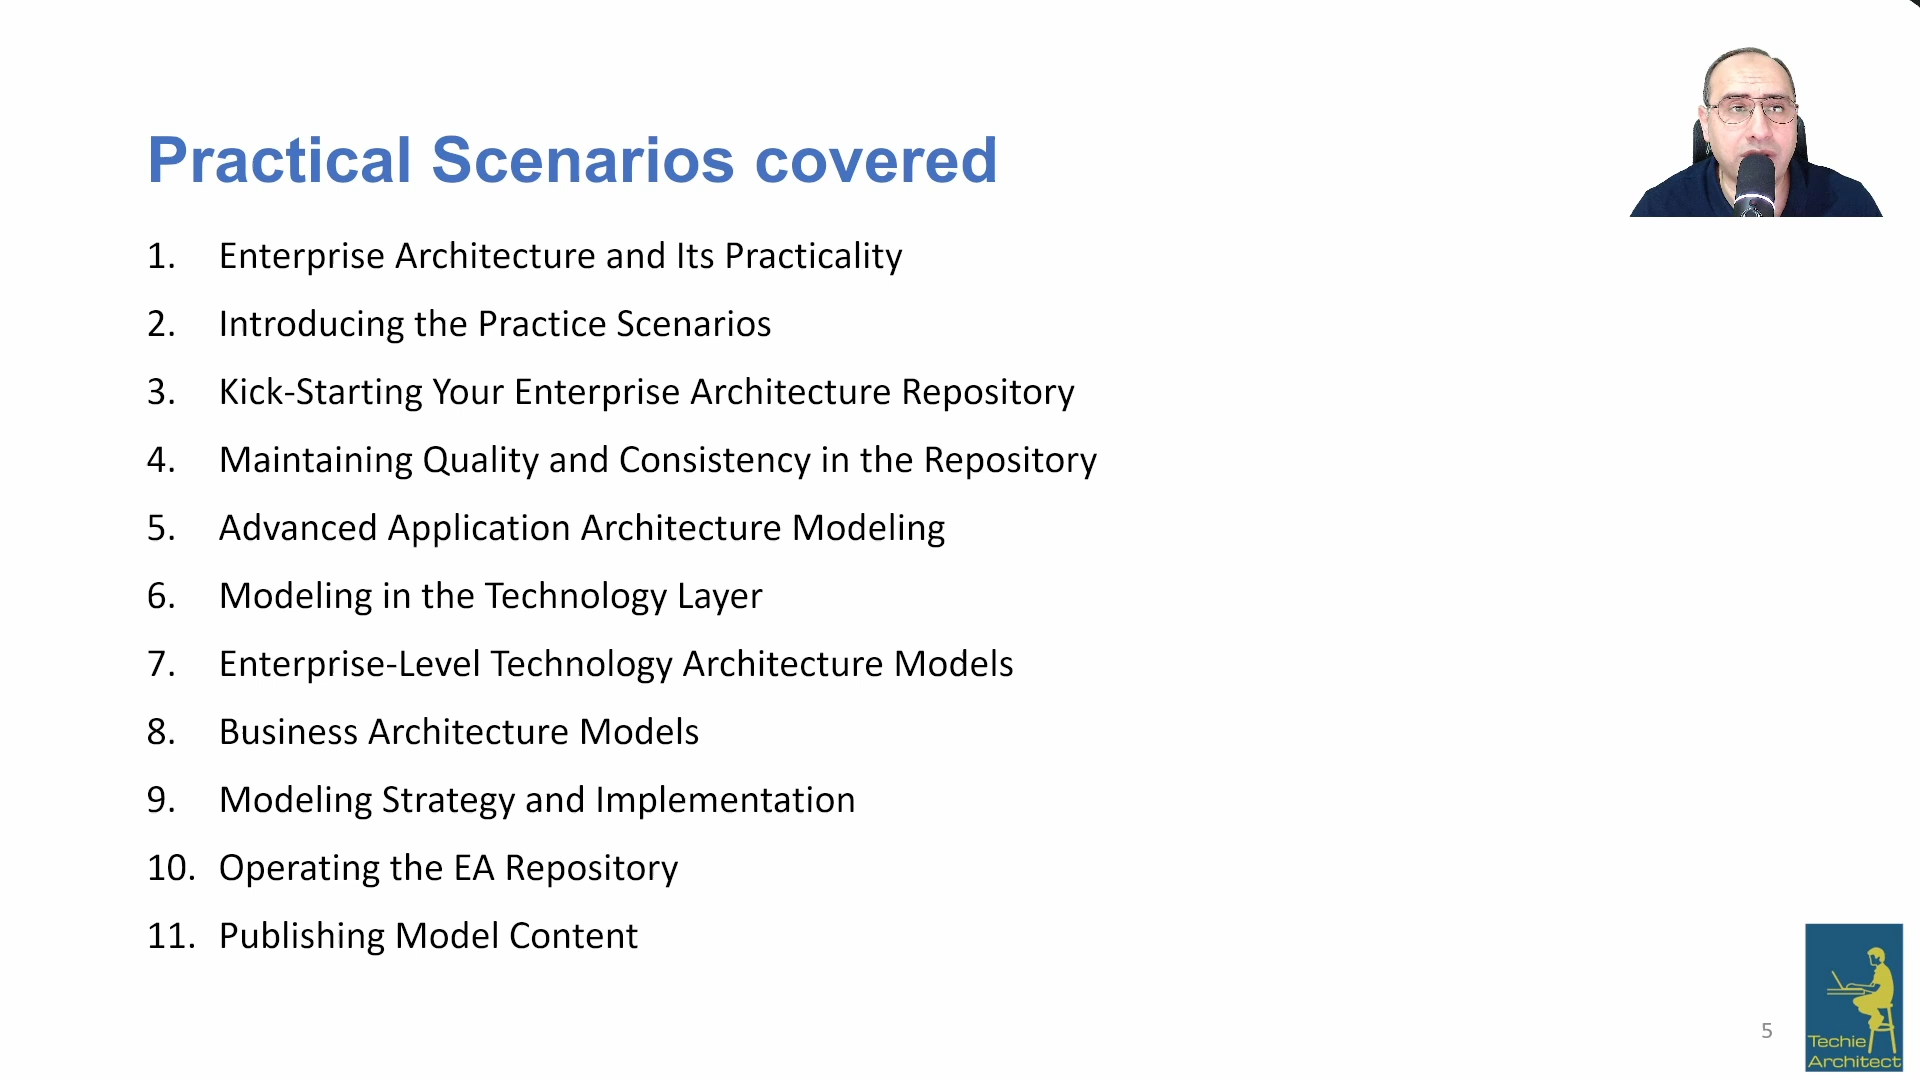 Practical Scenarios covered
1. Enterprise Architecture and Its Practicality
2. Introducing the Practice Scenarios
3. Kick-Starting Your Enterprise Architecture Repository
4. Maintaining Quality and Consistency in the Repository
5. Advanced Application Architecture Modeling
6. Modeling in the Technology Layer
7. Enterprise-Level Technology Architecture Models
8. Business Architecture Models
9. Modeling Strategy and Implementation
10. Operating the EA Repository
11. Publishing Model Content
5
Techie
Architect